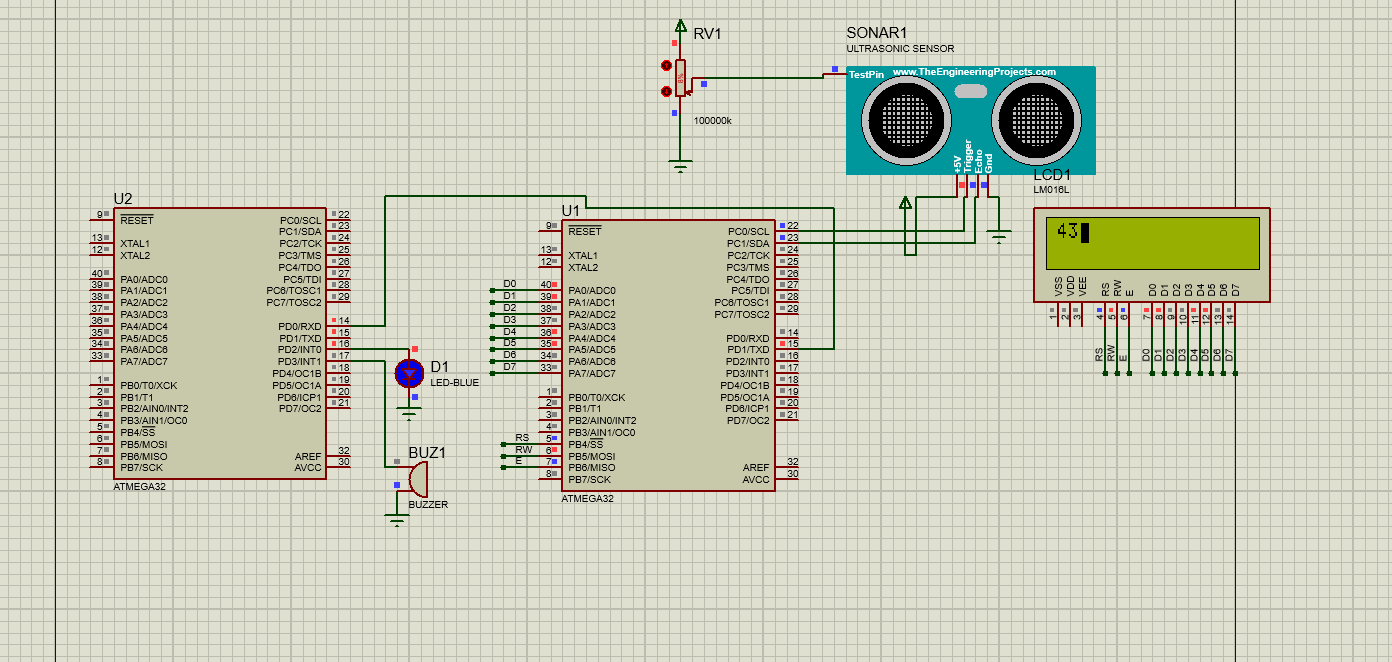 RV1
100000k
SONAR1
ULTRASONIC SENSOR
TestPin www.TheEngineeringProjects.com
+5V
Trigger
Echo
Gnd
LCD1
LM016L
43
VSS
VDD
VEE
RS
RW
E
D0
D1
D2
D3
D4
D5
D6
D7
1
2
3
4
5
6
7
8
9
10
11
12
13
14
RS
RW
E
D0
D1
D2
D3
D4
D5
D6
D7
U2
9 RESET PC0/SCL 22
PC1/SDA 23
13 XTAL1 PC2/TCK 24
12 XTAL2 PC3/TMS 25
PC4/TDO 26
40 PA0/ADC0 PC5/TDI 27
39 PA1/ADC1 PC6/TOSC1 28
38 PA2/ADC2 PC7/TOSC2 29
37 PA3/ADC3
36 PA4/ADC4 PD0/RXD 14
35 PA5/ADC5 PD1/TXD 15
34 PA6/ADC6 PD2/INT0 16
33 PA7/ADC7 PD3/INT1 17
PD4/OC1B 18
1 PB0/T0/XCK PD5/OC1A 19
2 PB1/T1 PD6/ICP1 20
3 PB2/AIN0/INT2 PD7/OC2 21
4 PB3/AIN1/OC0
5 PB4/SS
6 PB5/MOSI
7 PB6/MISO AREF 32
8 PB7/SCK AVCC 30
ATMEGA32
D1
LED-BLUE
BUZ1
BUZZER
U1
9 RESET PC0/SCL 22
PC1/SDA 23
13 XTAL1 PC2/TCK 24
12 XTAL2 PC3/TMS 25
PC4/TDO 26
D0 40 PA0/ADC0 PC5/TDI 27
D1 39 PA1/ADC1 PC6/TOSC1 28
D2 38 PA2/ADC2 PC7/TOSC2 29
D3 37 PA3/ADC3
D4 36 PA4/ADC4 PD0/RXD 14
D5 35 PA5/ADC5 PD1/TXD 15
D6 34 PA6/ADC6 PD2/INT0 16
D7 33 PA7/ADC7 PD3/INT1 17
PD4/OC1B 18
1 PB0/T0/XCK PD5/OC1A 19
2 PB1/T1 PD6/ICP1 20
3 PB2/AIN0/INT2 PD7/OC2 21
4 PB3/AIN1/OC0
RS 5 PB4/SS
RW 6 PB5/MOSI
E 7 PB6/MISO AREF 32
8 PB7/SCK AVCC 30
ATMEGA32